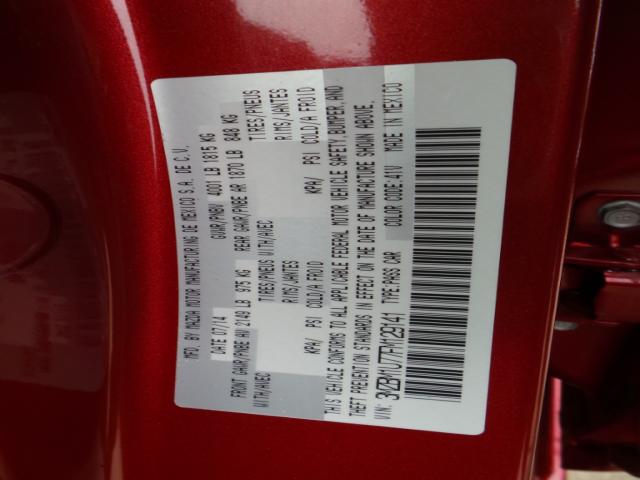 MFD. BY MAZDA MOTOR MANUFACTURING DE MEXICO S.A. DE C.V.
DATE 07/14 GVWR/PNBV 4001 LB 1815 KG
FRONT GAWR/PNBE AV 2149 LB 975 KG REAR GAWR/PNBE AR 1870 LB 848 KG
WITH/AVEC TIRES/PNEUS WITH/AVEC TIRES/PNEUS
RIMS/JANTES RIMS/JANTES
KPA/ PSI COLD/A FROID KPA/ PSI COLD/A FROID
THIS VEHICLE CONFORMS TO ALL APPLICABLE FEDERAL MOTOR VEHICLE SAFETY, BUMPER, AND
THEFT PREVENTION STANDARDS IN EFFECT ON THE DATE OF MANUFACTURE SHOWN ABOVE.
VIN: 3MZBM1U77FM129141 TYPE:PASS CAR COLOR CODE:41V MADE IN MEXICO